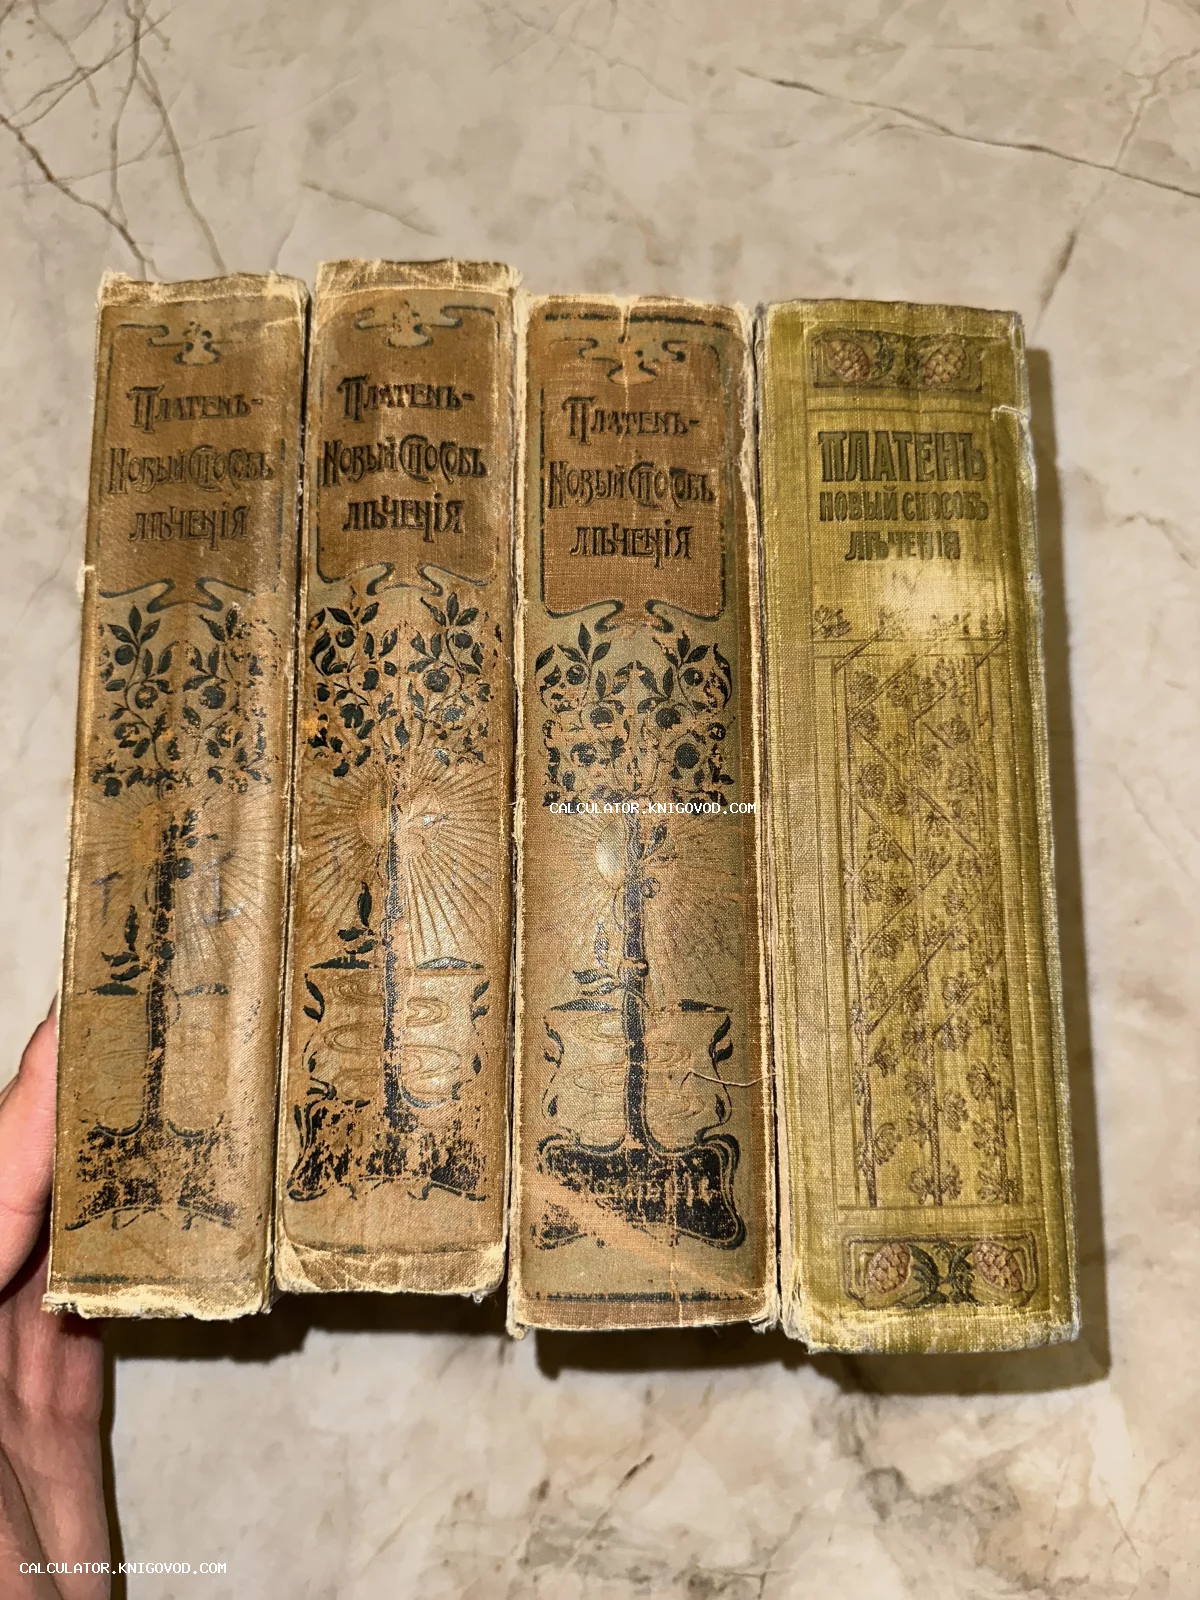 Платенъ-
Новый Способъ
лѣченія
Платенъ-
Новый Способъ
лѣченія
Платенъ-
Новый Способъ
лѣченія
ПЛАТЕНЪ
НОВЫЙ СПОСОБЪ
ЛѢЧЕНІЯ
CALCULATOR.KNIGOVOD.COM
CALCULATOR.KNIGOVOD.COM